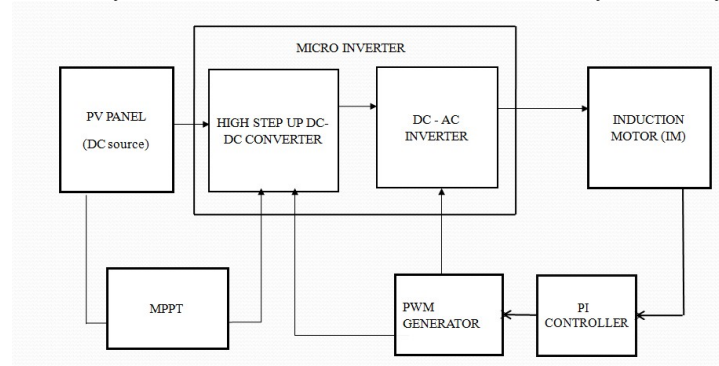 MICRO INVERTER
PV PANEL
(DC source)
HIGH STEP UP DC-
DC CONVERTER
DC - AC
INVERTER
INDUCTION
MOTOR (IM)
MPPT
PWM
GENERATOR
PI
CONTROLLER